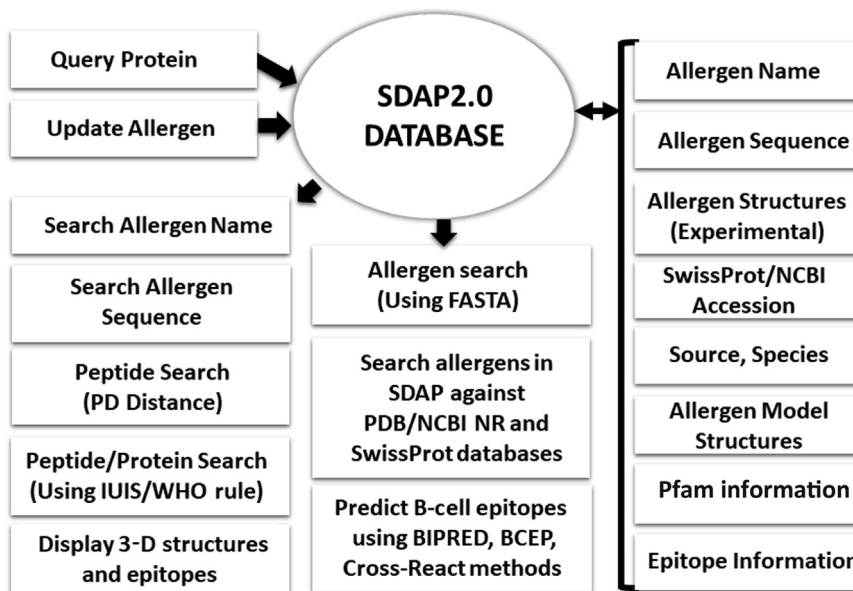 Query Protein
Update Allergen
SDAP2.0
DATABASE
Search Allergen Name
Search Allergen
Sequence
Peptide Search
(PD Distance)
Peptide/Protein Search
(Using IUIS/WHO rule)
Display 3-D structures
and epitopes
Allergen search
(Using FASTA)
Search allergens in
SDAP against
PDB/NCBI NR and
SwissProt databases
Predict B-cell epitopes
using BIPRED, BCEP,
Cross-React methods
Allergen Name
Allergen Sequence
Allergen Structures
(Experimental)
SwissProt/NCBI
Accession
Source, Species
Allergen Model
Structures
Pfam information
Epitope Information